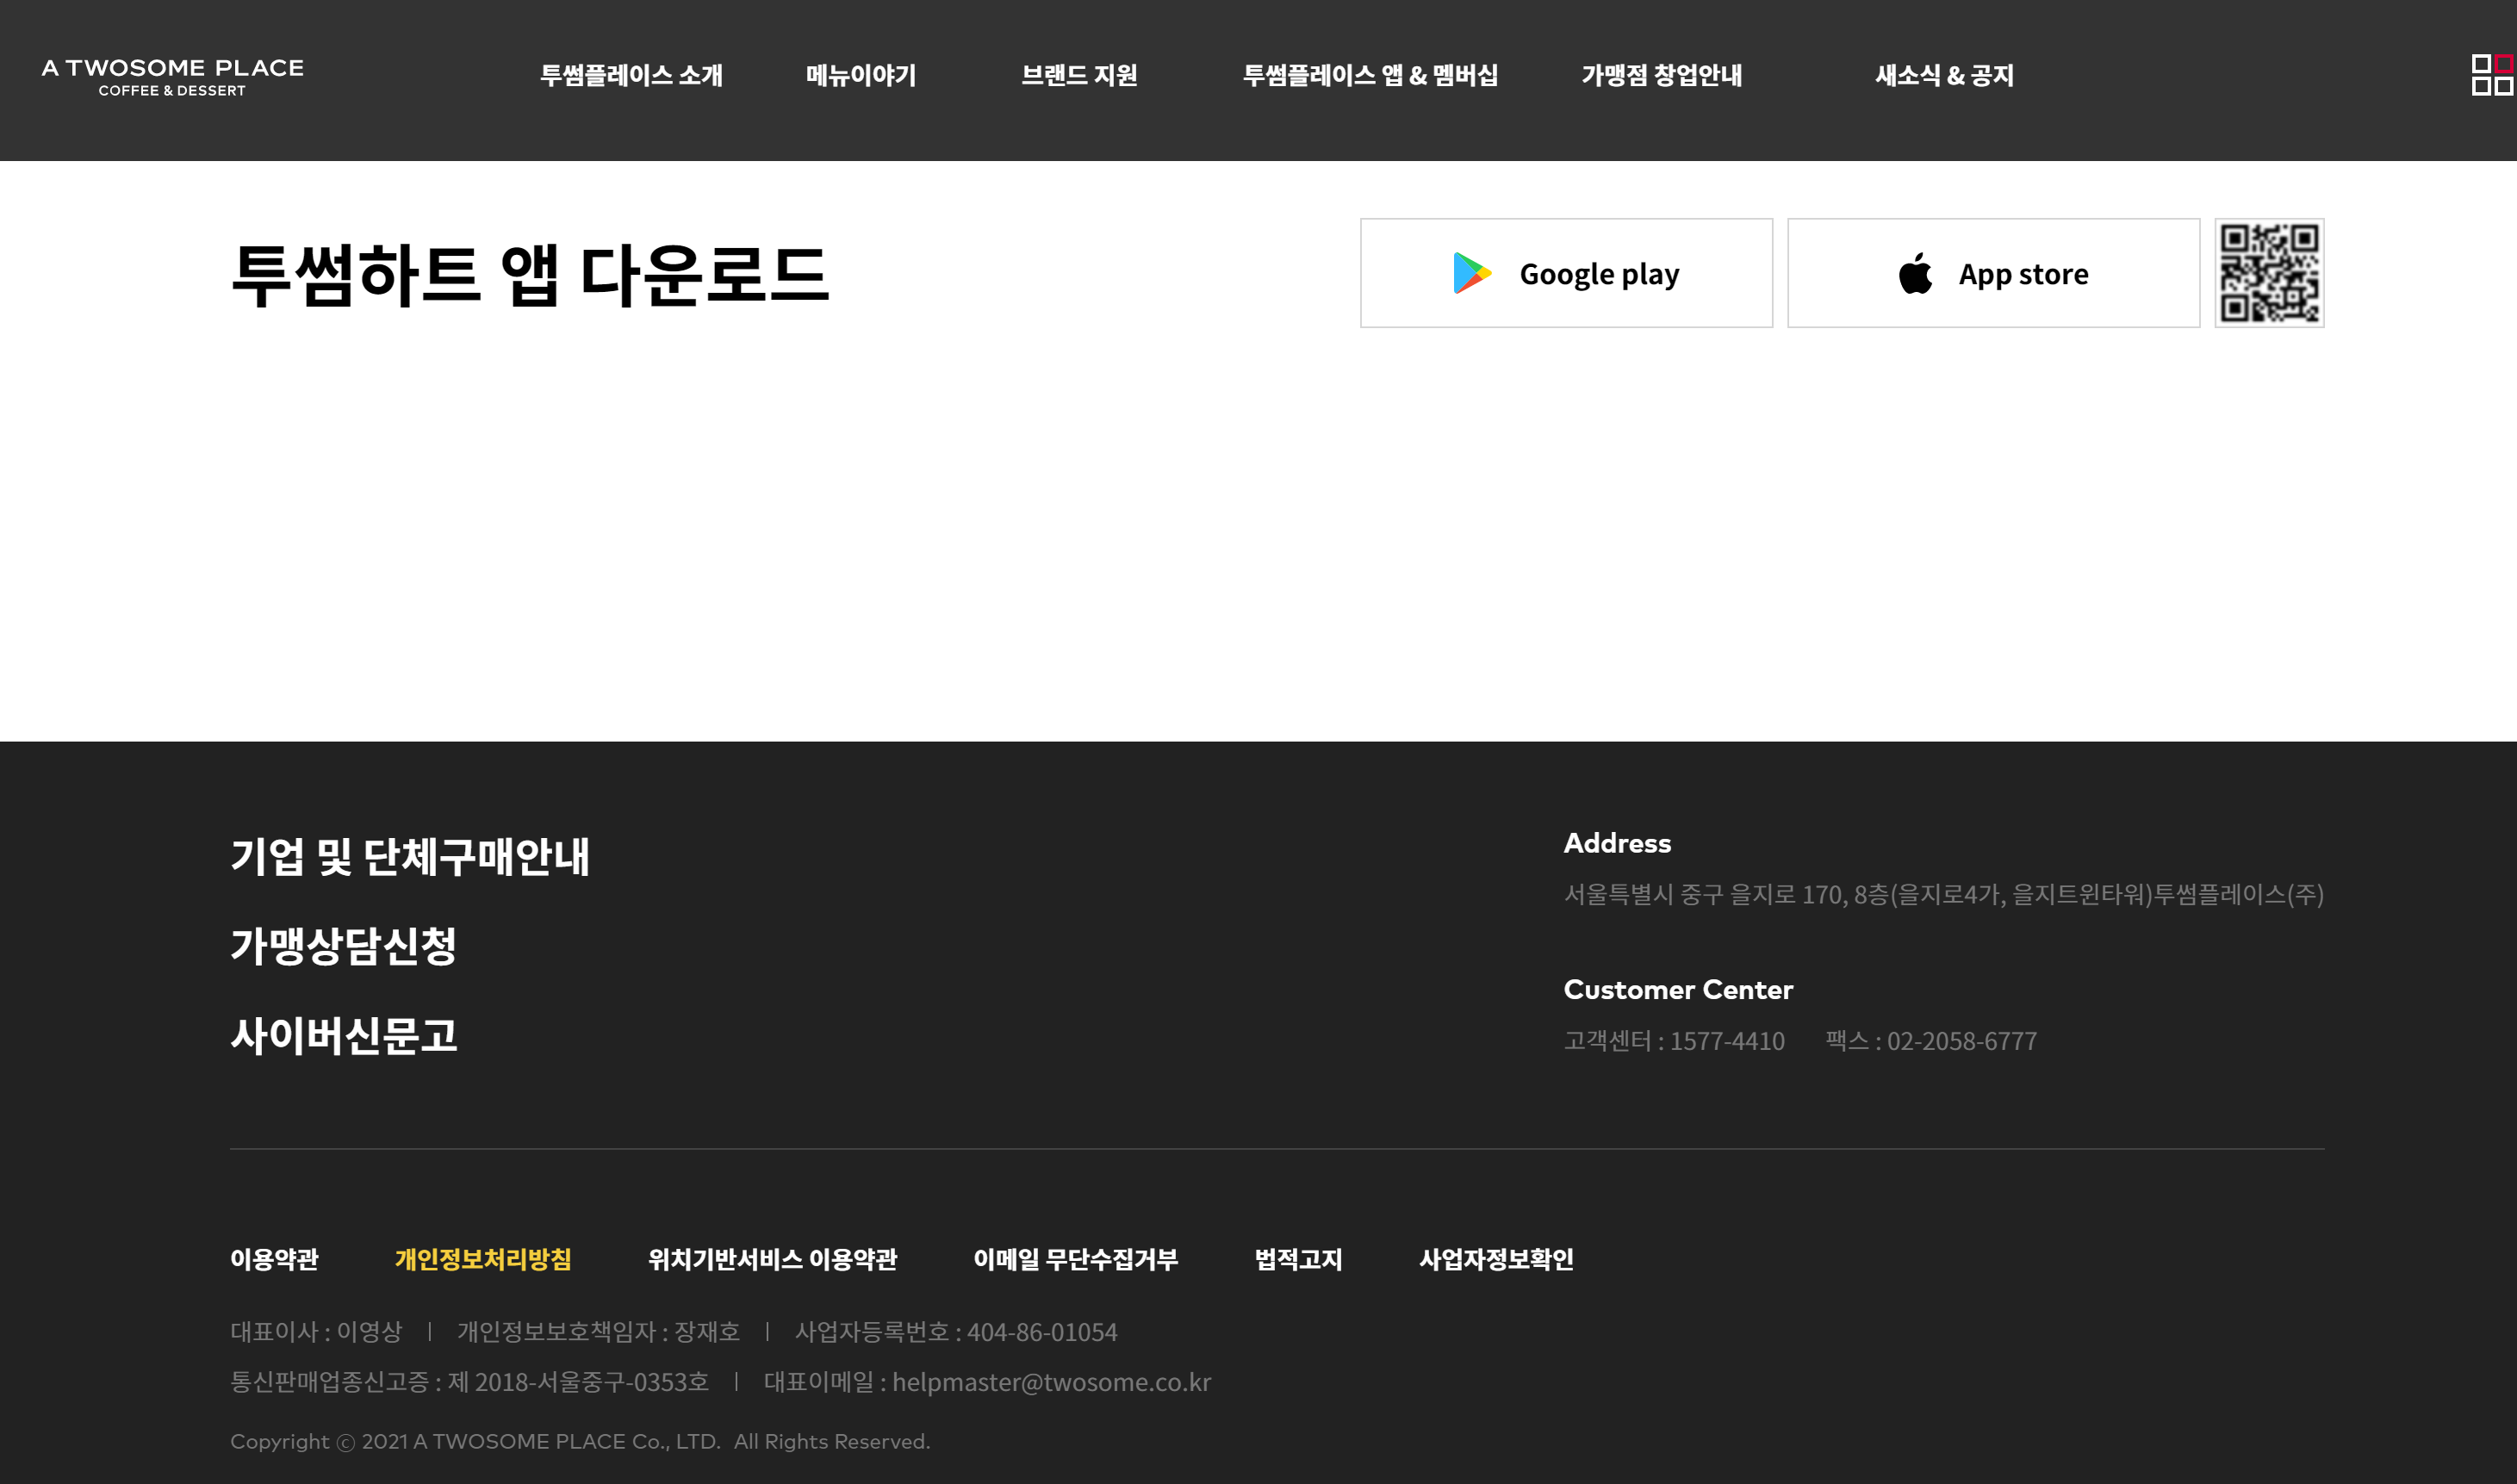 A TWOSOME PLACE
COFFEE & DESSERT
투썸플레이스 소개
메뉴이야기
브랜드 지원
투썸플레이스 앱 & 멤버십
가맹점 창업안내
새소식 & 공지
투썸하트 앱 다운로드
Google play
App store
기업 및 단체구매안내
가맹상담신청
사이버신문고
Address
서울특별시 중구 을지로 170, 8층(을지로4가, 을지트윈타워)투썸플레이스(주)
Customer Center
고객센터 : 1577-4410 팩스 : 02-2058-6777
이용약관 개인정보처리방침 위치기반서비스 이용약관 이메일 무단수집거부 법적고지 사업자정보확인
대표이사 : 이영상 | 개인정보보호책임자 : 장재호 | 사업자등록번호 : 404-86-01054
통신판매업종신고증 : 제 2018-서울중구-0353호 | 대표이메일 : helpmaster@twosome.co.kr
Copyright ⓒ 2021 A TWOSOME PLACE Co., LTD. All Rights Reserved.